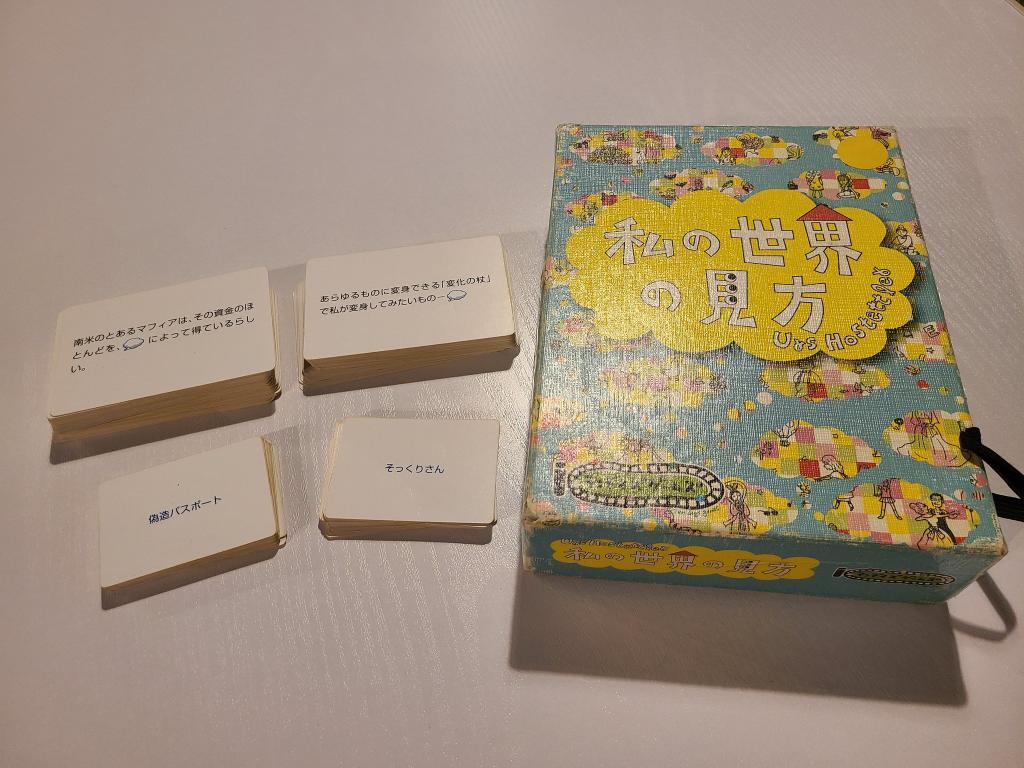 南米のとあるマフィアは、その資金のほ
とんどを、 によって得ているらし
い。
あらゆるものに変身できる「変化の杖」
で私が変身してみたいもの—
偽造パスポート
そっくりさん
私の世界
の見方
Urs Hostettler
Urs Hostettler
私の世界の見方